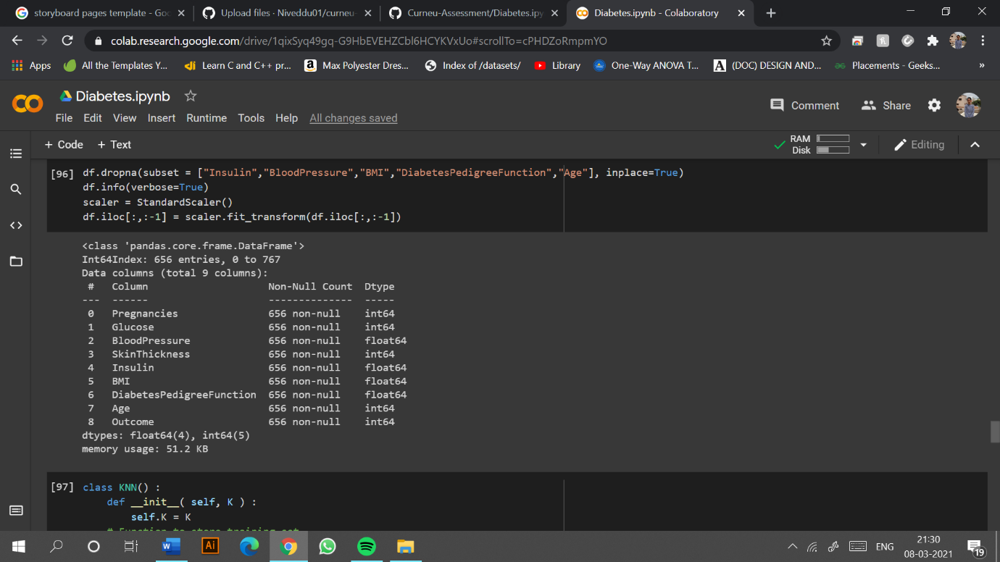 storyboard pages template - Goo
Upload files · Niveddu01/curneu-
Curneu-Assessment/Diabetes.ipy
Diabetes.ipynb - Colaboratory
colab.research.google.com/drive/1qixSyq49gq-G9HbEVEHZCbl6HCYKVxUo#scrollTo=cPHDZoRmpmYO
Apps
All the Templates Y...
Learn C and C++ pr...
Max Polyester Dres...
Index of /datasets/
Library
One-Way ANOVA T...
(DOC) DESIGN AND...
Placements - Geeks...
»
Diabetes.ipynb
Comment
Share
File Edit View Insert Runtime Tools Help All changes saved
+ Code + Text
RAM
Disk
Editing
[96] df.dropna(subset = ["Insulin","BloodPressure","BMI","DiabetesPedigreeFunction","Age"], inplace=True)
df.info(verbose=True)
scaler = StandardScaler()
df.iloc[:,:-1] = scaler.fit_transform(df.iloc[:,:-1])
<class 'pandas.core.frame.DataFrame'>
Int64Index: 656 entries, 0 to 767
Data columns (total 9 columns):
# Column Non-Null Count Dtype
--- ------ -------------- -----
0 Pregnancies 656 non-null int64
1 Glucose 656 non-null int64
2 BloodPressure 656 non-null float64
3 SkinThickness 656 non-null int64
4 Insulin 656 non-null float64
5 BMI 656 non-null float64
6 DiabetesPedigreeFunction 656 non-null float64
7 Age 656 non-null int64
8 Outcome 656 non-null int64
dtypes: float64(4), int64(5)
memory usage: 51.2 KB
[97] class KNN() :
def __init__( self, K ) :
self.K = K
# Function to store training set
ENG
21:30
08-03-2021
19